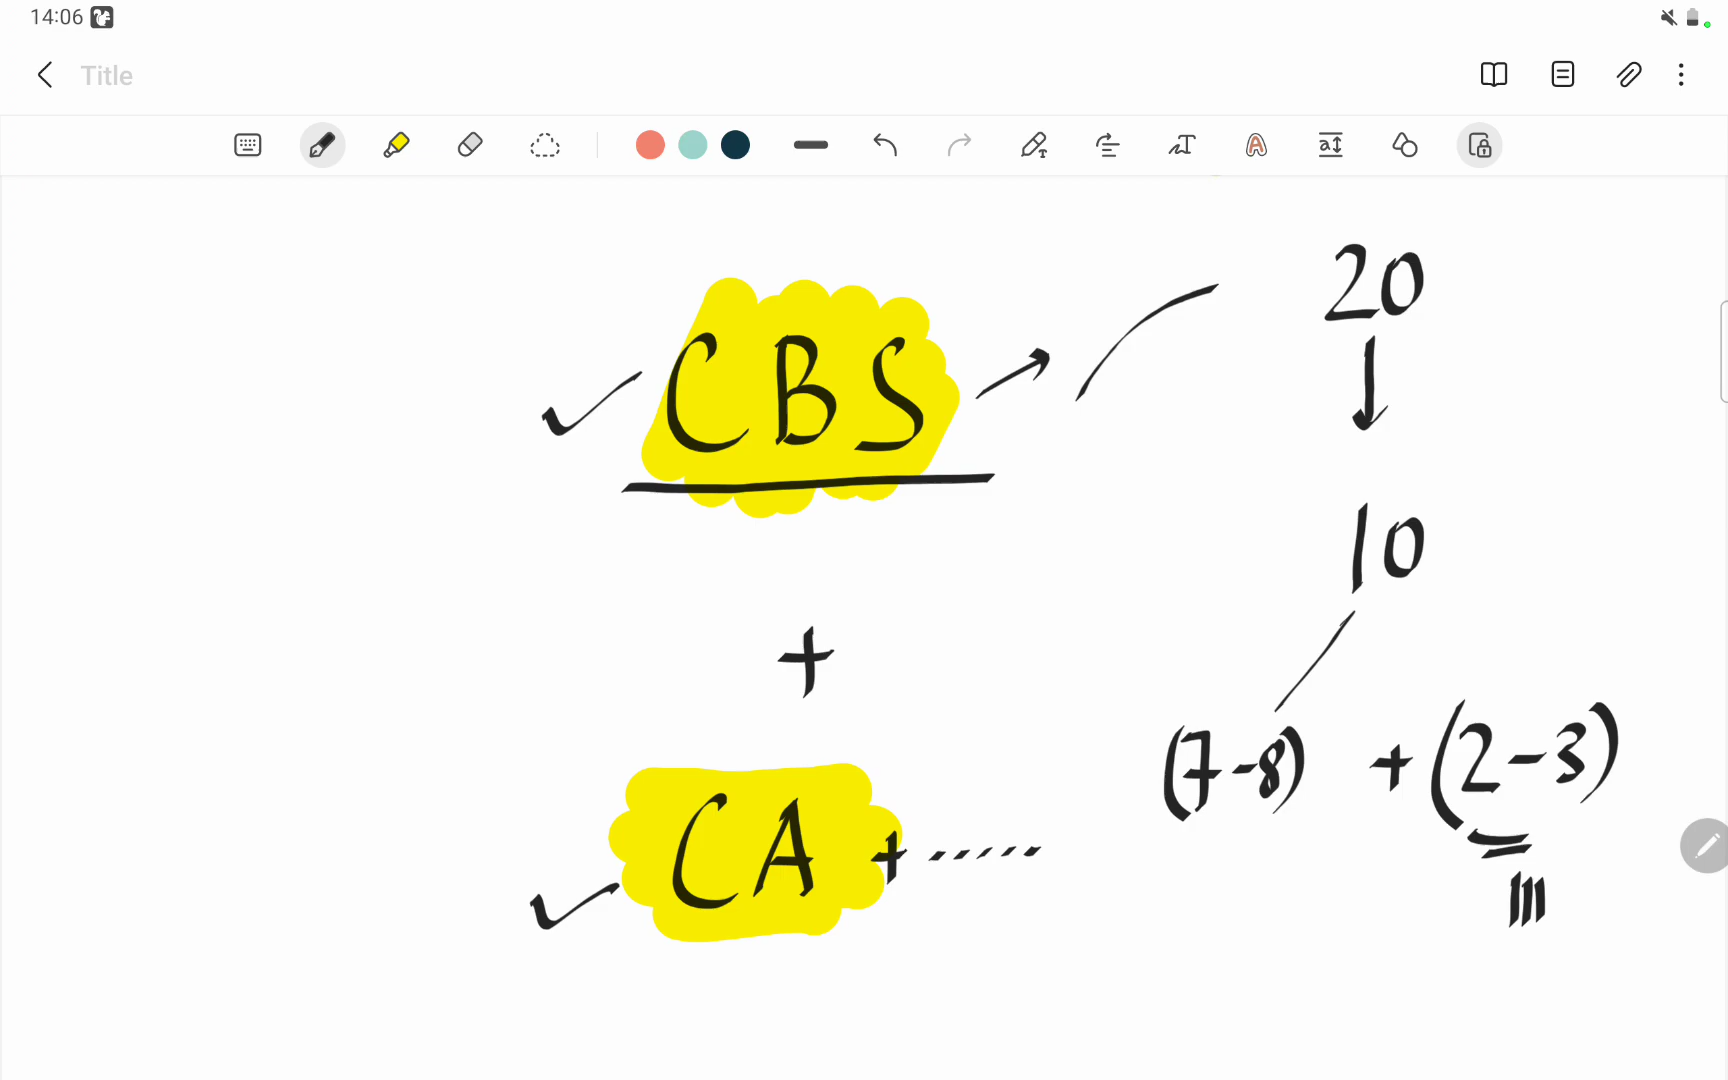 14:06
Title
20
✓ CBS →
10
+
(7-8) + (2-3)
✓ CA + ......